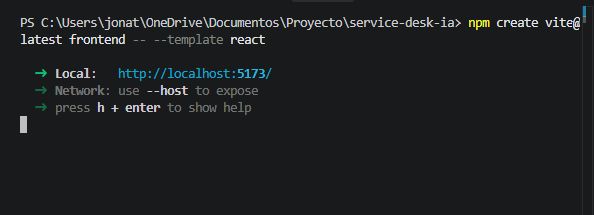 PS C:\Users\jonat\OneDrive\Documentos\Proyecto\service-desk-ia> npm create vite@
latest frontend -- --template react
➜ Local: http://localhost:5173/
➜ Network: use --host to expose
➜ press h + enter to show help